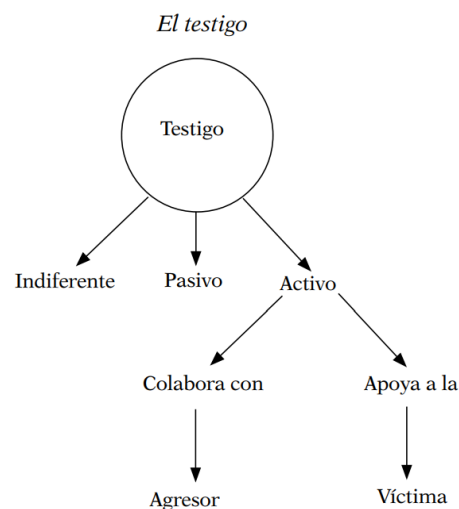 El testigo
Testigo
Indiferente
Pasivo
Activo
Colabora con
Apoya a la
Agresor
Víctima